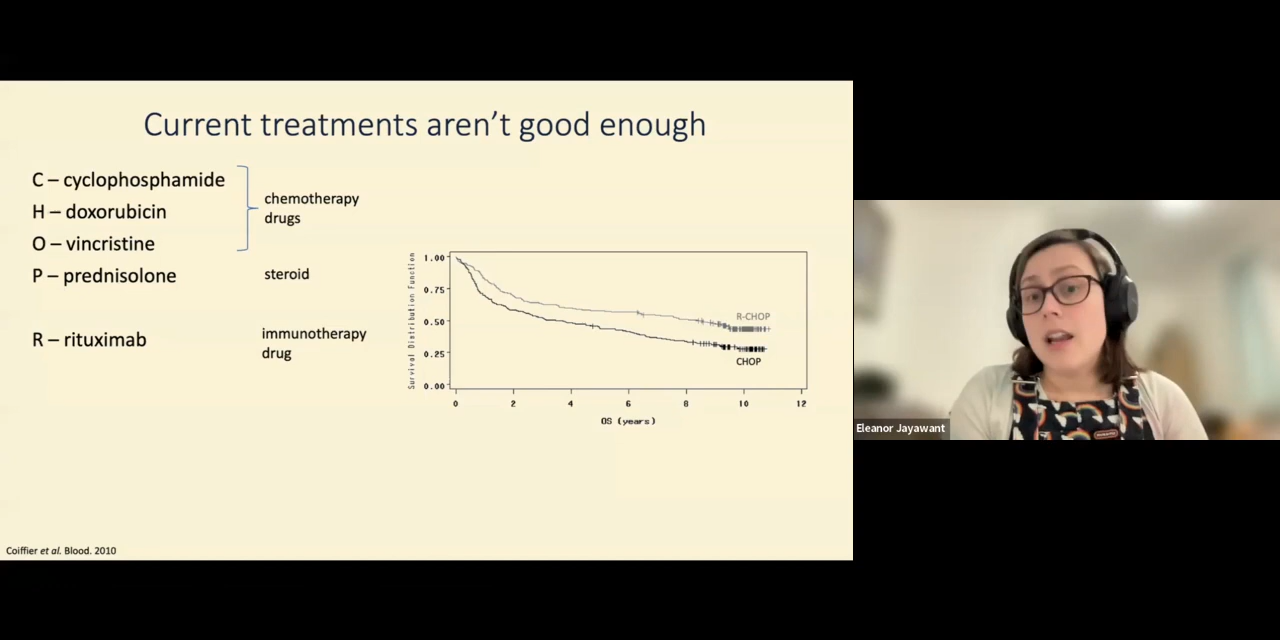 Current treatments aren't good enough
C – cyclophosphamide
H – doxorubicin
O – vincristine
P – prednisolone
R – rituximab
chemotherapy
drugs
steroid
immunotherapy
drug
Survival Distribution Function
1.00
0.75
0.50
0.25
0.00
R-CHOP
CHOP
0 2 4 6 8 10 12
OS (years)
Coiffier et al. Blood. 2010
Eleanor Jayawant